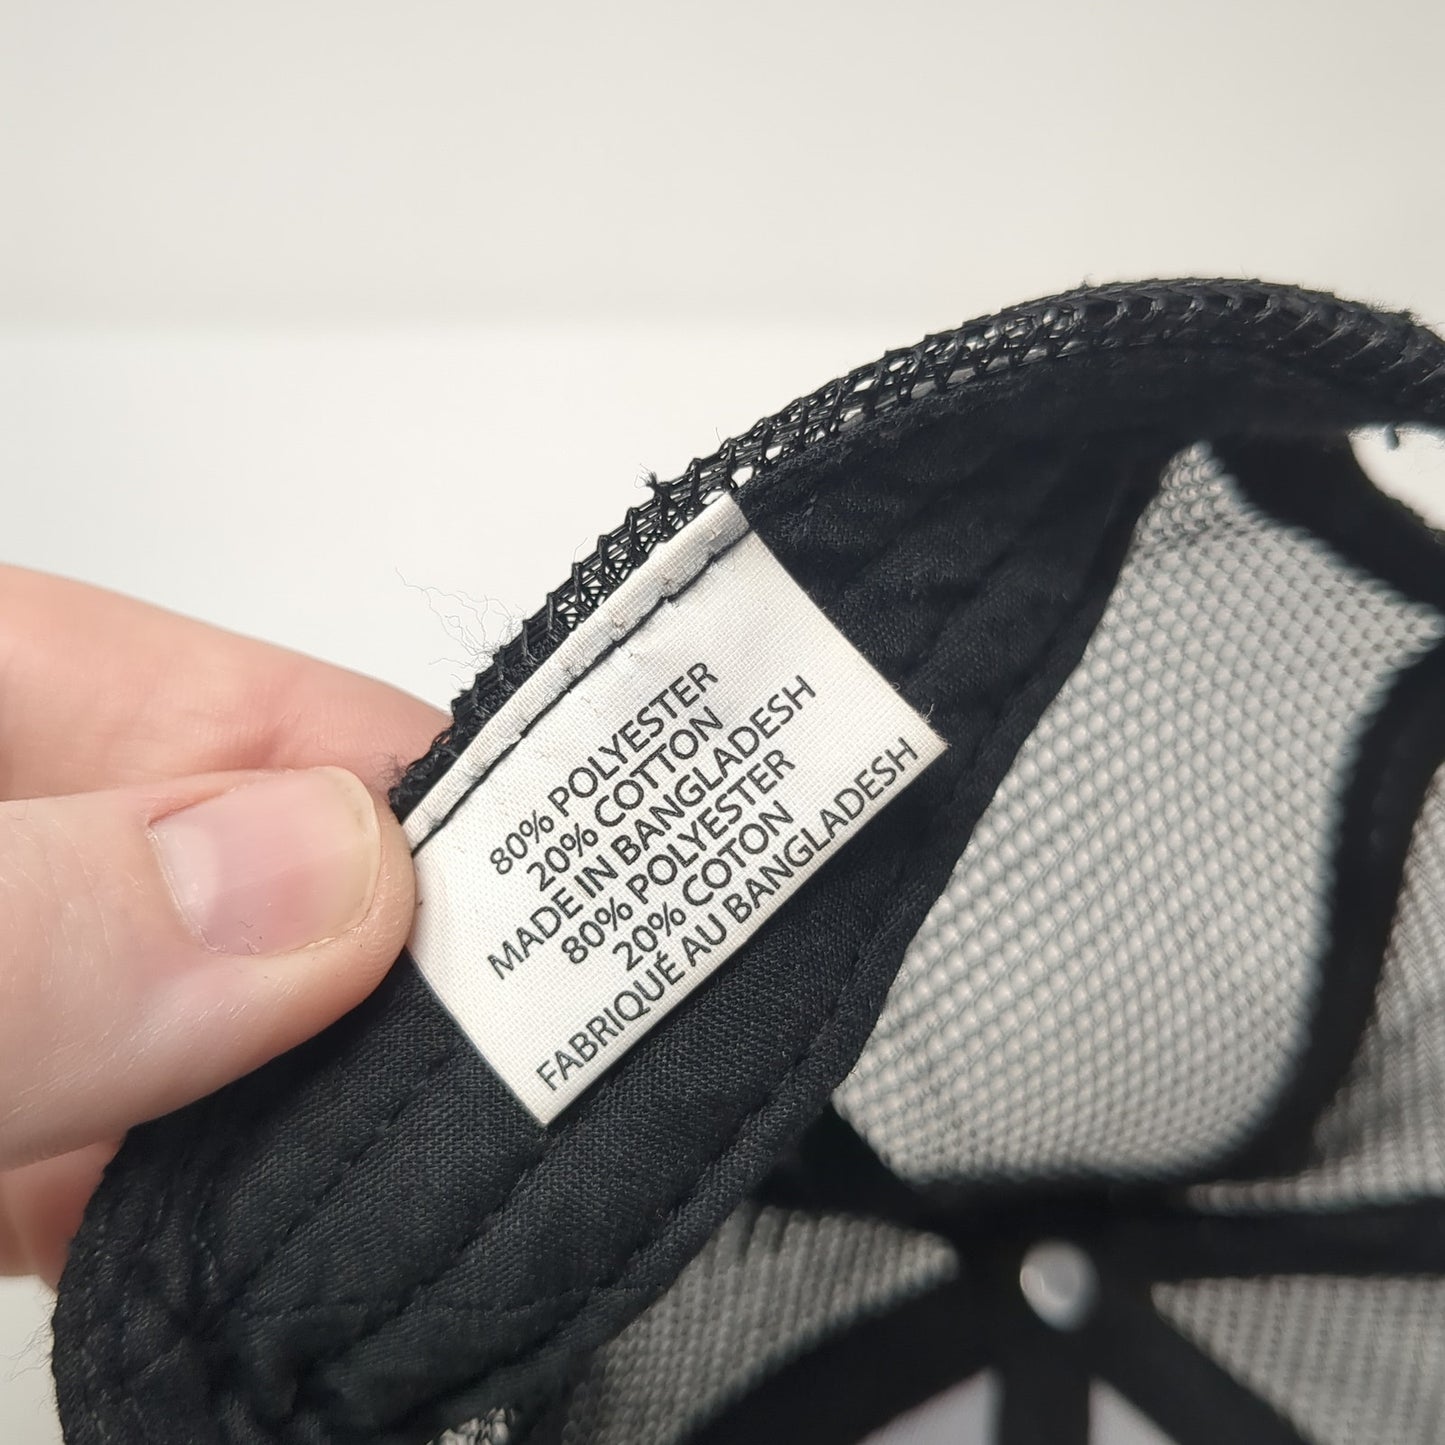 80% POLYESTER
20% COTTON
MADE IN BANGLADESH
80% POLYESTER
20% COTON
FABRIQUÉ AU BANGLADESH